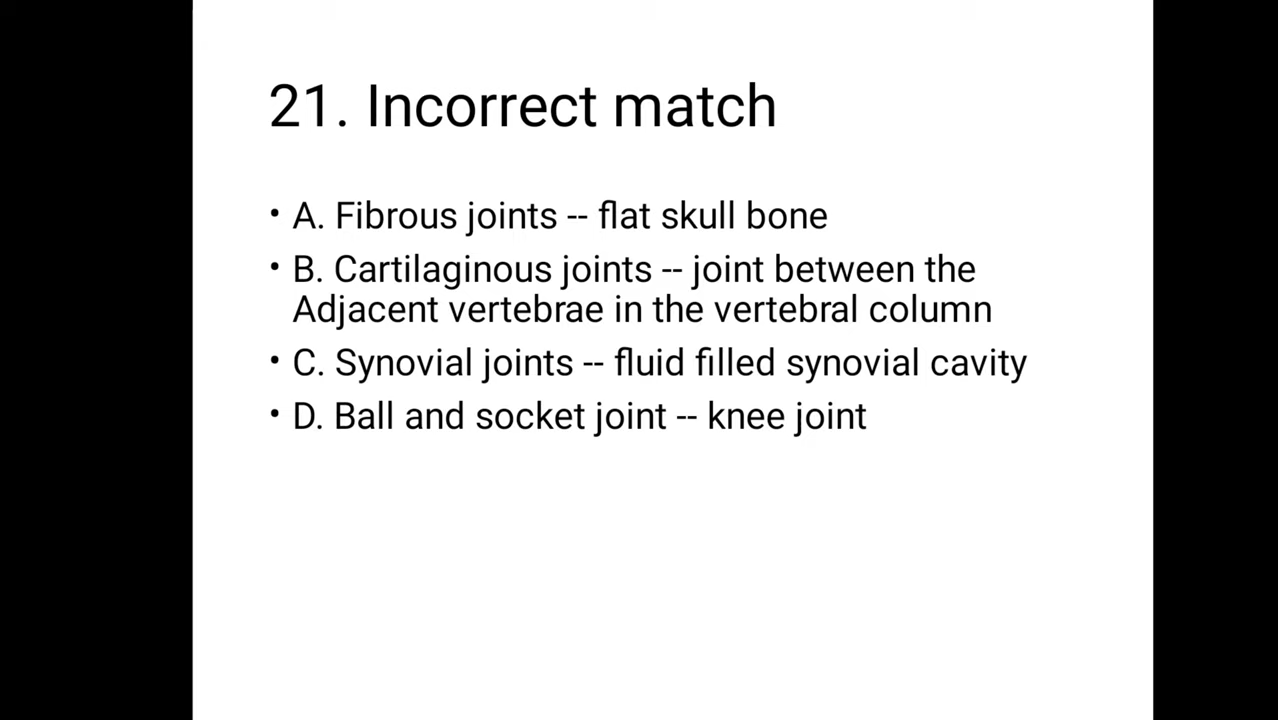 21. Incorrect match
• A. Fibrous joints -- flat skull bone
• B. Cartilaginous joints -- joint between the
Adjacent vertebrae in the vertebral column
• C. Synovial joints -- fluid filled synovial cavity
• D. Ball and socket joint -- knee joint